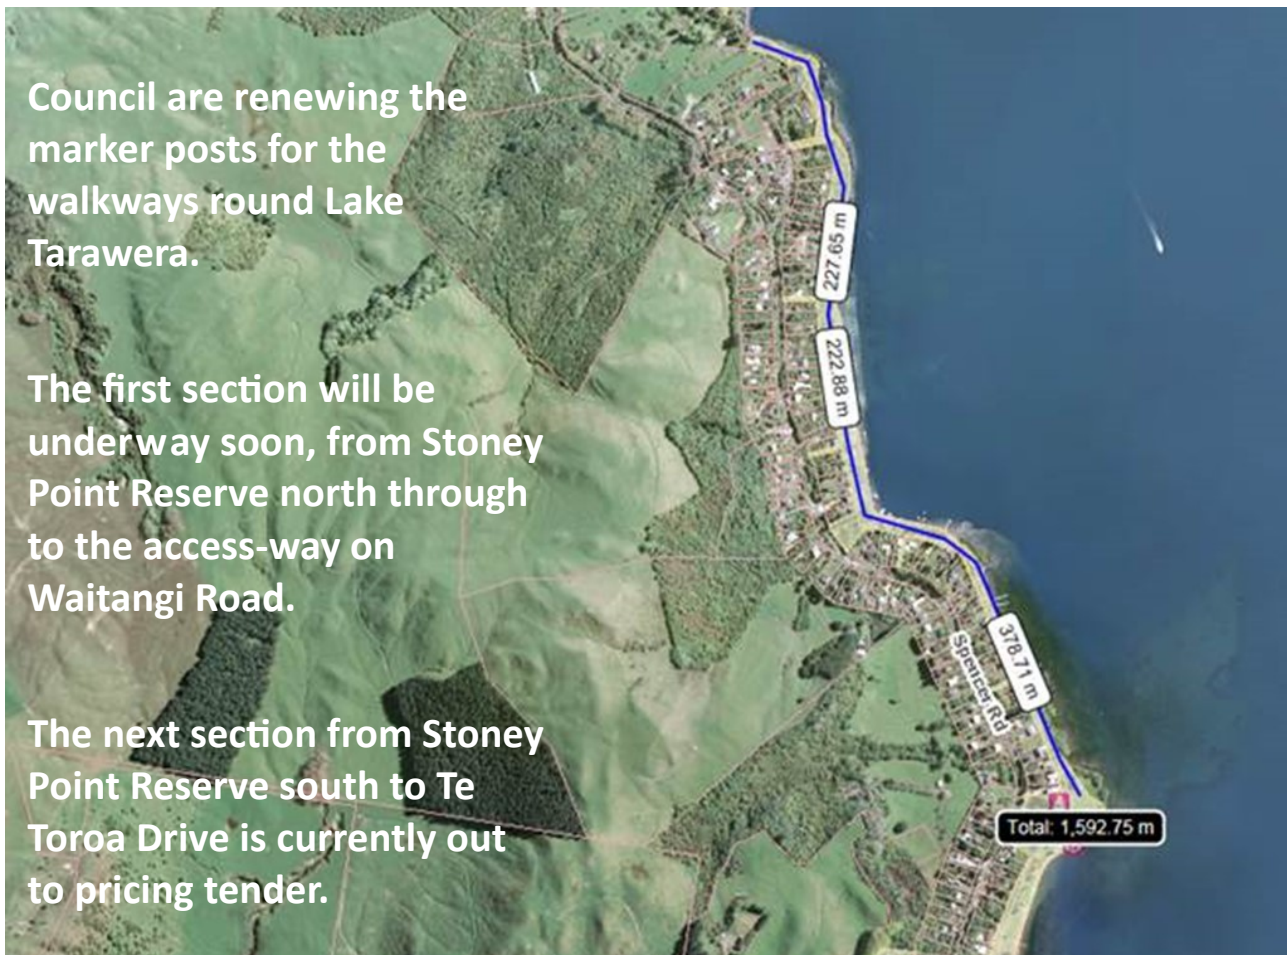 Council are renewing the
marker posts for the
walkways round Lake
Tarawera.
The first section will be
underway soon, from Stoney
Point Reserve north through
to the access-way on
Waitangi Road.
The next section from Stoney
Point Reserve south to Te
Toroa Drive is currently out
to pricing tender.
227.65 m
222.88 m
378.71 m
Spencer Rd
Total: 1,592.75 m